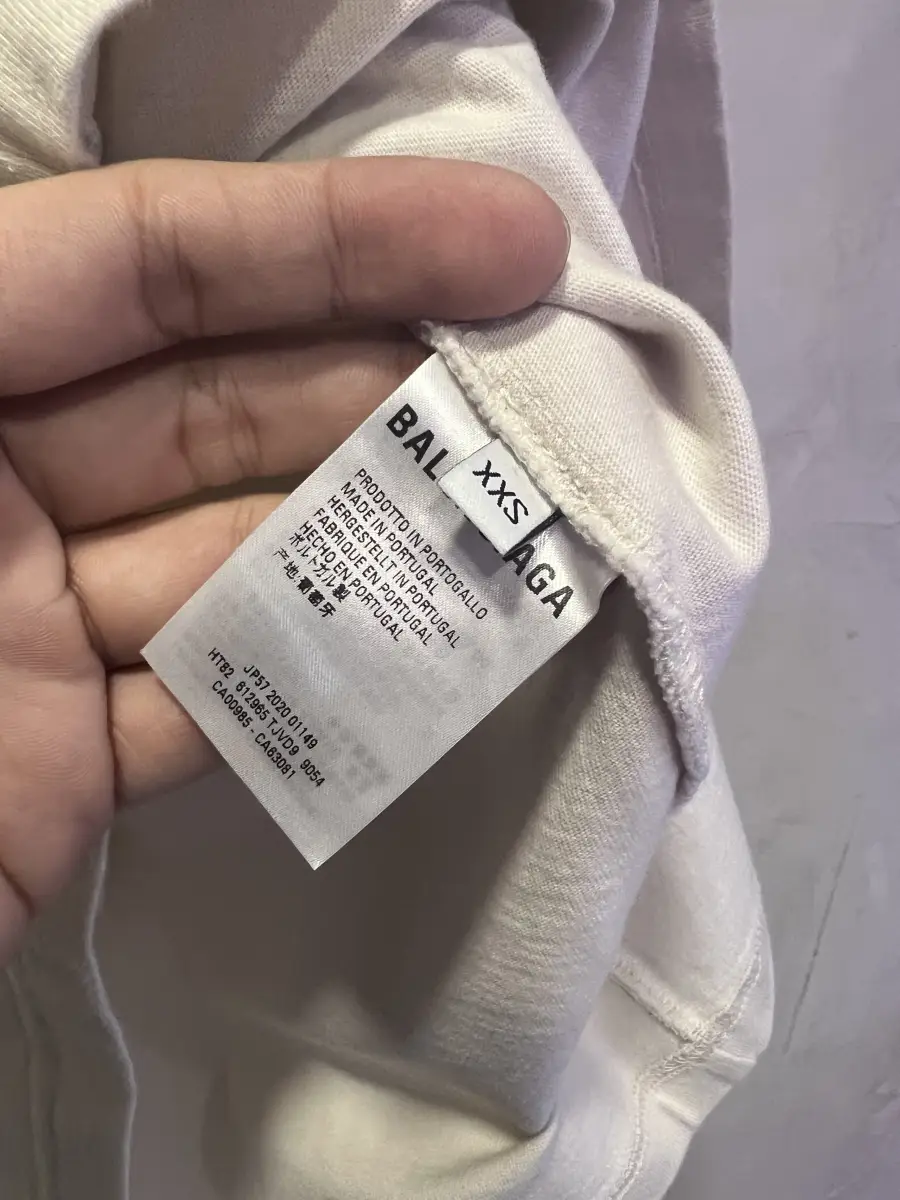 BAL AGA
XXS
PRODOTTO IN PORTOGALLO
MADE IN PORTUGAL
HERGESTELLT IN PORTUGAL
FABRIQUE EN PORTUGAL
HECHO EN PORTUGAL
ポルトガル製
产地:葡萄牙
JP57 2020 01149
HT82 612965 TJVD9 9054
CA00985 - CA63081